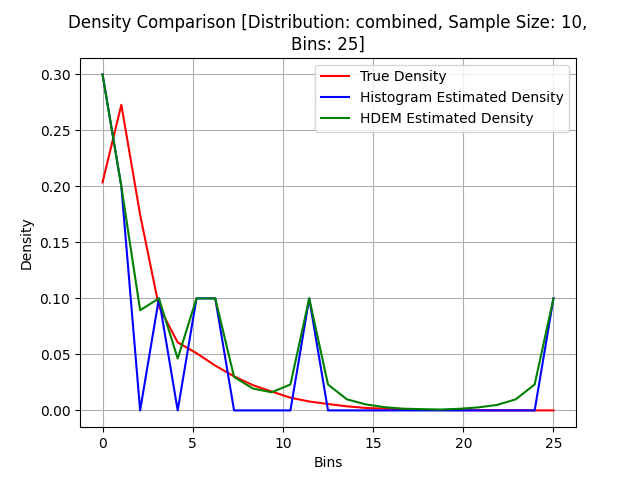 Density Comparison [Distribution: combined, Sample Size: 10,
Bins: 25]
True Density
Histogram Estimated Density
HDEM Estimated Density
Density
0.30
0.25
0.20
0.15
0.10
0.05
0.00
0 5 10 15 20 25
Bins